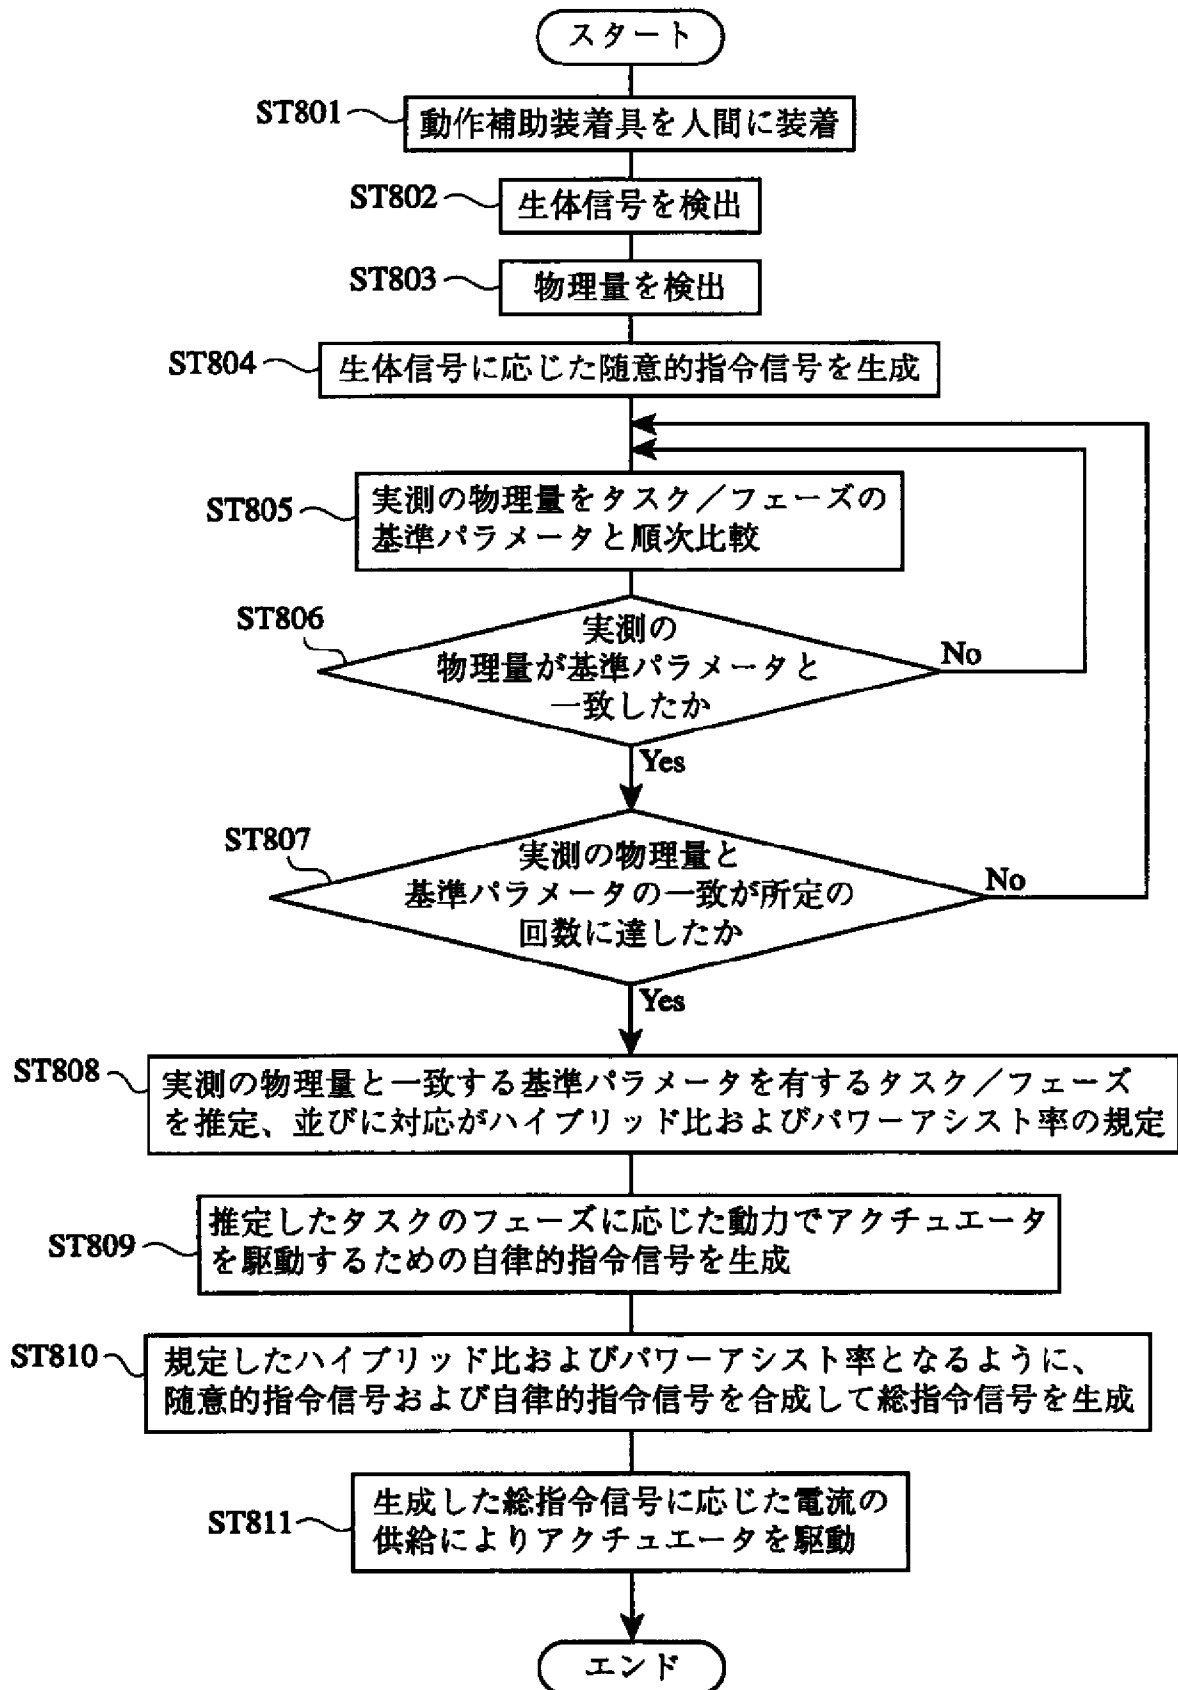 スタート
ST801
動作補助装着具を人間に装着
ST802
生体信号を検出
ST803
物理量を検出
ST804
生体信号に応じた随意的指令信号を生成
ST805
実測の物理量をタスク／フェーズの
基準パラメータと順次比較
ST806
実測の
物理量が基準パラメータと
一致したか
No
Yes
ST807
実測の物理量と
基準パラメータの一致が所定の
回数に達したか
No
Yes
ST808
実測の物理量と一致する基準パラメータを有するタスク／フェーズ
を推定、並びに対応がハイブリッド比およびパワーアシスト率の規定
ST809
推定したタスクのフェーズに応じた動力でアクチュエータ
を駆動するための自律的指令信号を生成
ST810
規定したハイブリッド比およびパワーアシスト率となるように、
随意的指令信号および自律的指令信号を合成して総指令信号を生成
ST811
生成した総指令信号に応じた電流の
供給によりアクチュエータを駆動
エンド